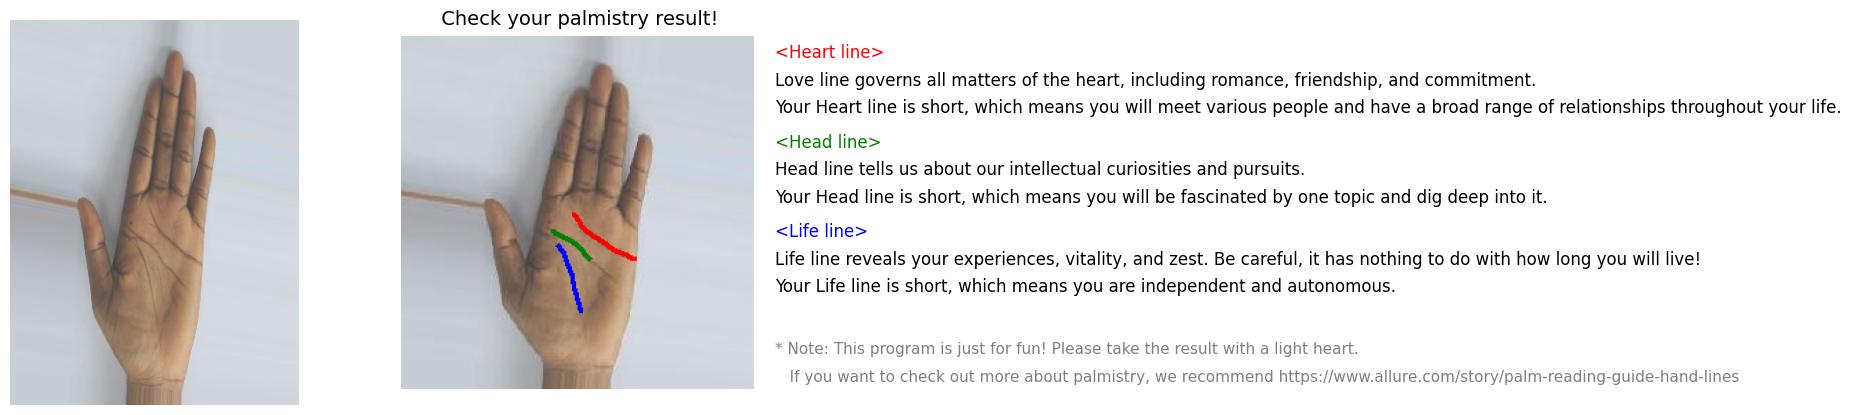 Check your palmistry result!
<Heart line>
Love line governs all matters of the heart, including romance, friendship, and commitment.
Your Heart line is short, which means you will meet various people and have a broad range of relationships throughout your life.
<Head line>
Head line tells us about our intellectual curiosities and pursuits.
Your Head line is short, which means you will be fascinated by one topic and dig deep into it.
<Life line>
Life line reveals your experiences, vitality, and zest. Be careful, it has nothing to do with how long you will live!
Your Life line is short, which means you are independent and autonomous.
* Note: This program is just for fun! Please take the result with a light heart.
If you want to check out more about palmistry, we recommend https://www.allure.com/story/palm-reading-guide-hand-lines